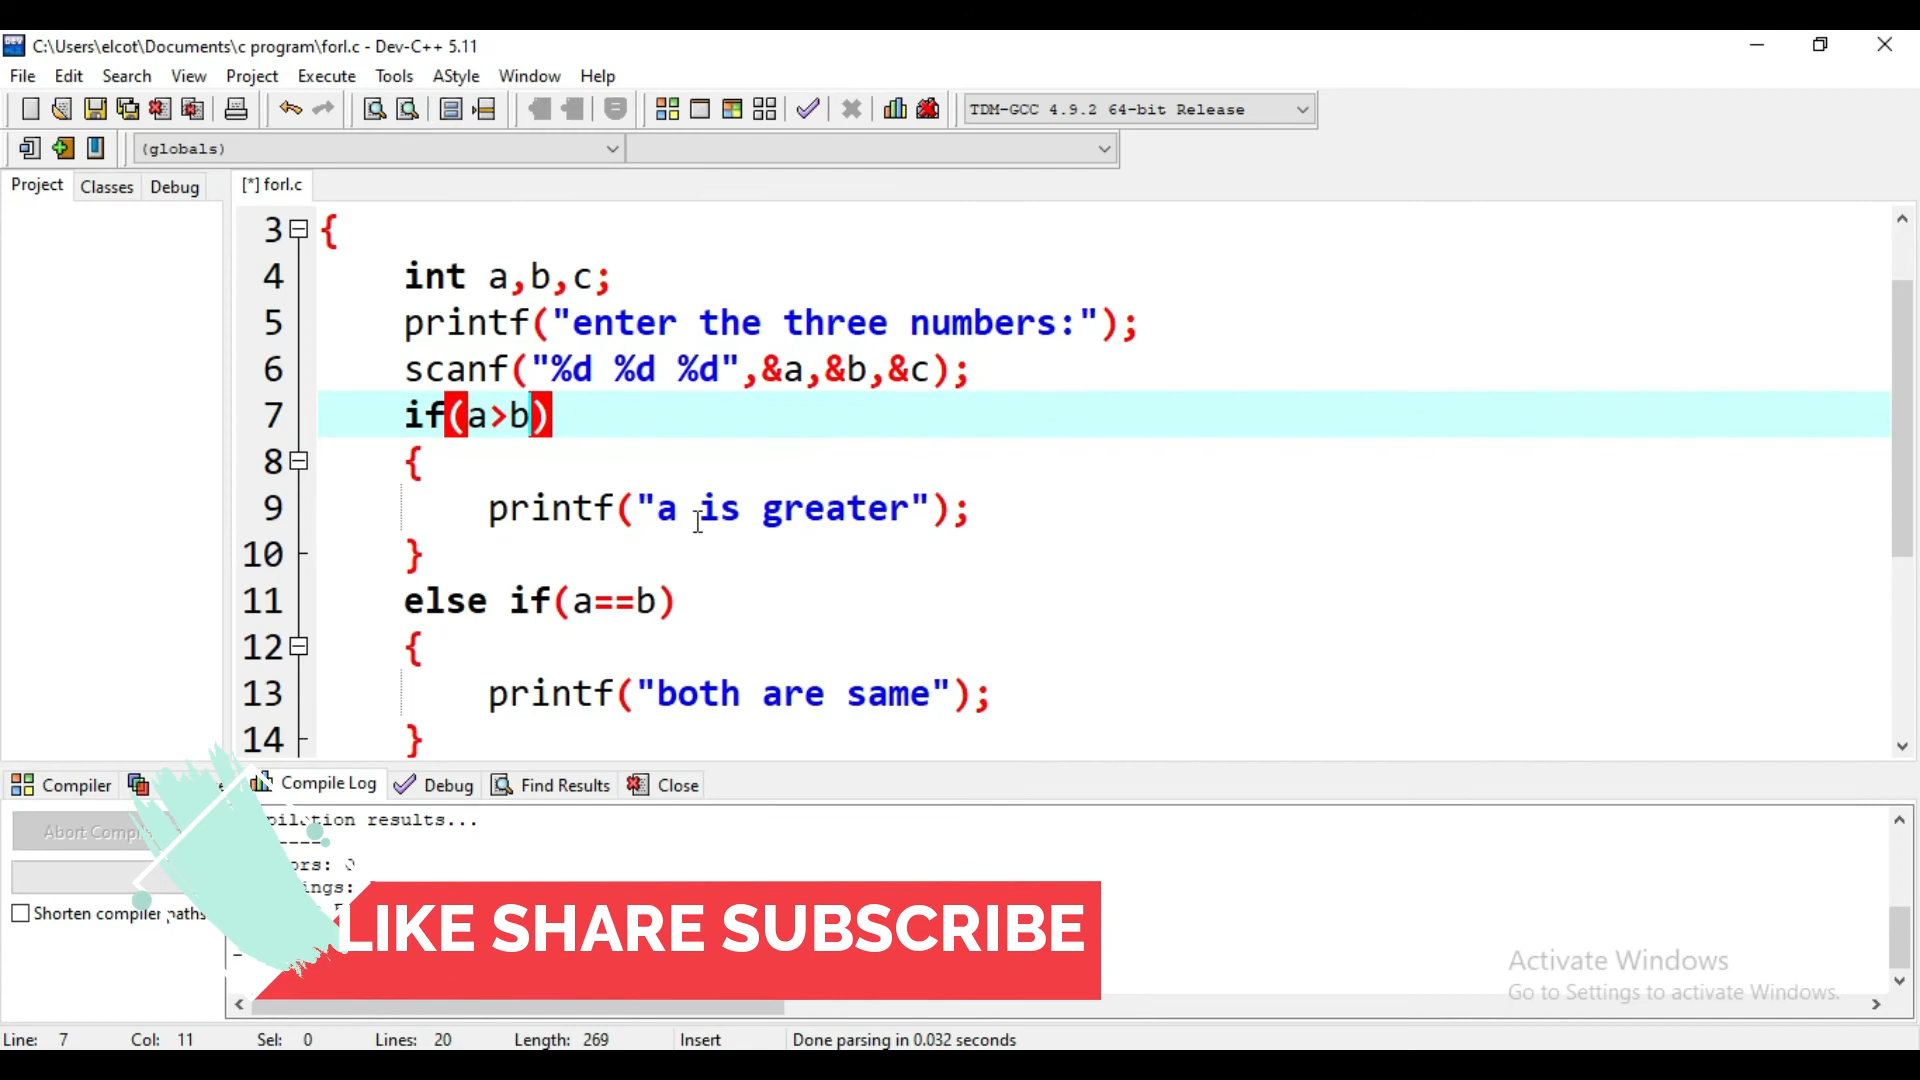 C:\Users\elcot\Documents\c program\forl.c - Dev-C++ 5.11
File Edit Search View Project Execute Tools AStyle Window Help
TDM-GCC 4.9.2 64-bit Release
(globals)
Project Classes Debug [*] forl.c
3 {
4 int a,b,c;
5 printf("enter the three numbers:");
6 scanf("%d %d %d",&a,&b,&c);
7 if(a>b)
8 {
9 printf("a is greater");
10 }
11 else if(a==b)
12 {
13 printf("both are same");
14 }
Compiler Compile Log Debug Find Results Close
Abort
results...
Shorten compiler paths
LIKE SHARE SUBSCRIBE
Activate Windows
Go to Settings to activate Windows.
Line: 7 Col: 11 Sel: 0 Lines: 20 Length: 269 Insert Done parsing in 0.032 seconds